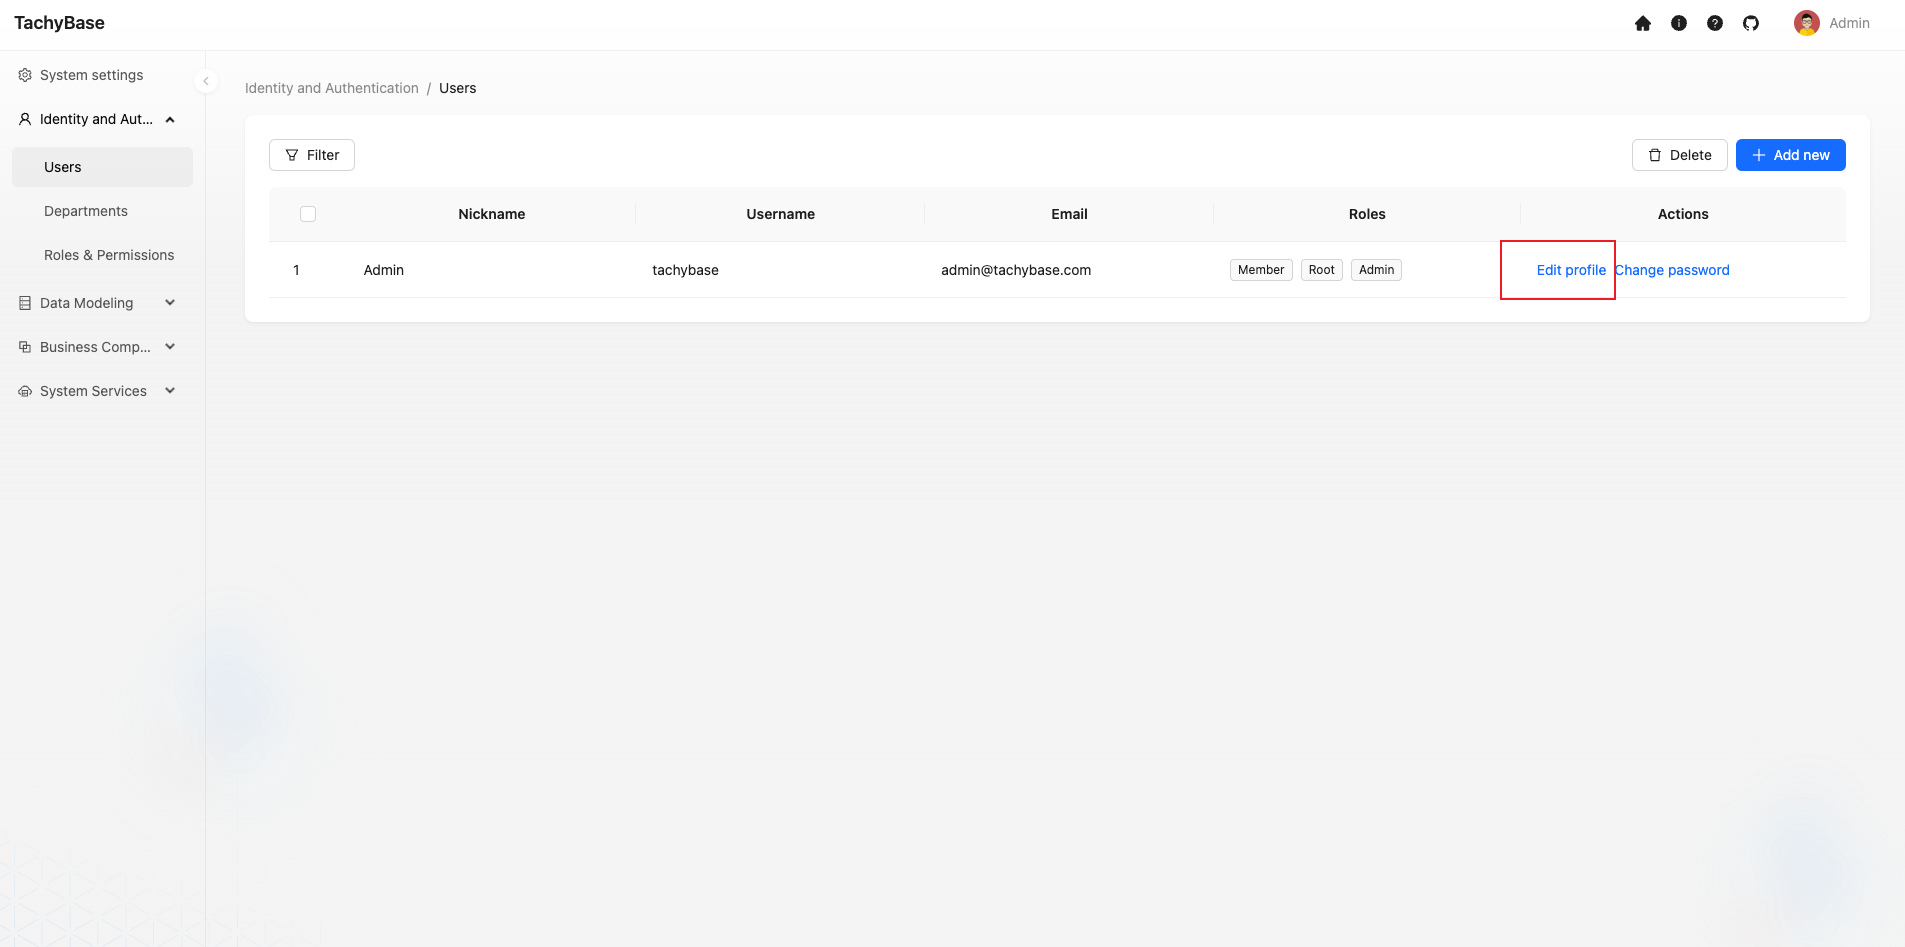 TachyBase
Admin
System settings
Identity and Aut...
Users
Departments
Roles & Permissions
Data Modeling
Business Comp...
System Services
Identity and Authentication / Users
Filter
Delete
Add new
Nickname Username Email Roles Actions
1 Admin tachybase admin@tachybase.com Member Root Admin Edit profile Change password